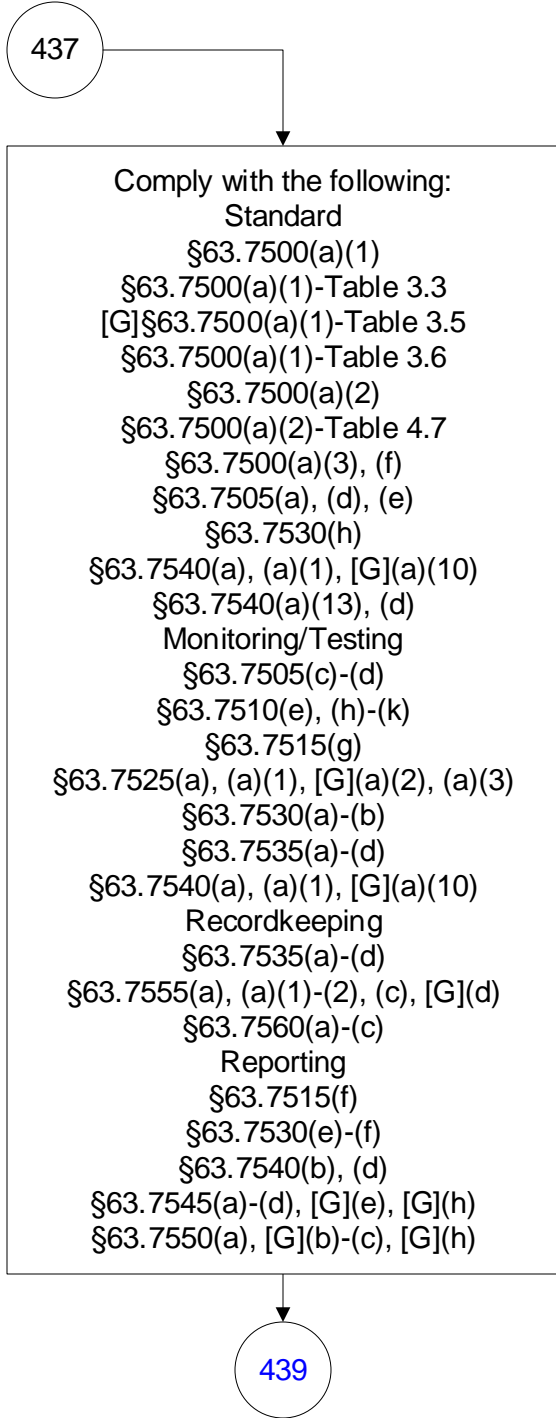 437
Comply with the following:
Standard
§63.7500(a)(1)
§63.7500(a)(1)-Table 3.3
[G]§63.7500(a)(1)-Table 3.5
§63.7500(a)(1)-Table 3.6
§63.7500(a)(2)
§63.7500(a)(2)-Table 4.7
§63.7500(a)(3), (f)
§63.7505(a), (d), (e)
§63.7530(h)
§63.7540(a), (a)(1), [G](a)(10)
§63.7540(a)(13), (d)
Monitoring/Testing
§63.7505(c)-(d)
§63.7510(e), (h)-(k)
§63.7515(g)
§63.7525(a), (a)(1), [G](a)(2), (a)(3)
§63.7530(a)-(b)
§63.7535(a)-(d)
§63.7540(a), (a)(1), [G](a)(10)
Recordkeeping
§63.7535(a)-(d)
§63.7555(a), (a)(1)-(2), (c), [G](d)
§63.7560(a)-(c)
Reporting
§63.7515(f)
§63.7530(e)-(f)
§63.7540(b), (d)
§63.7545(a)-(d), [G](e), [G](h)
§63.7550(a), [G](b)-(c), [G](h)
439